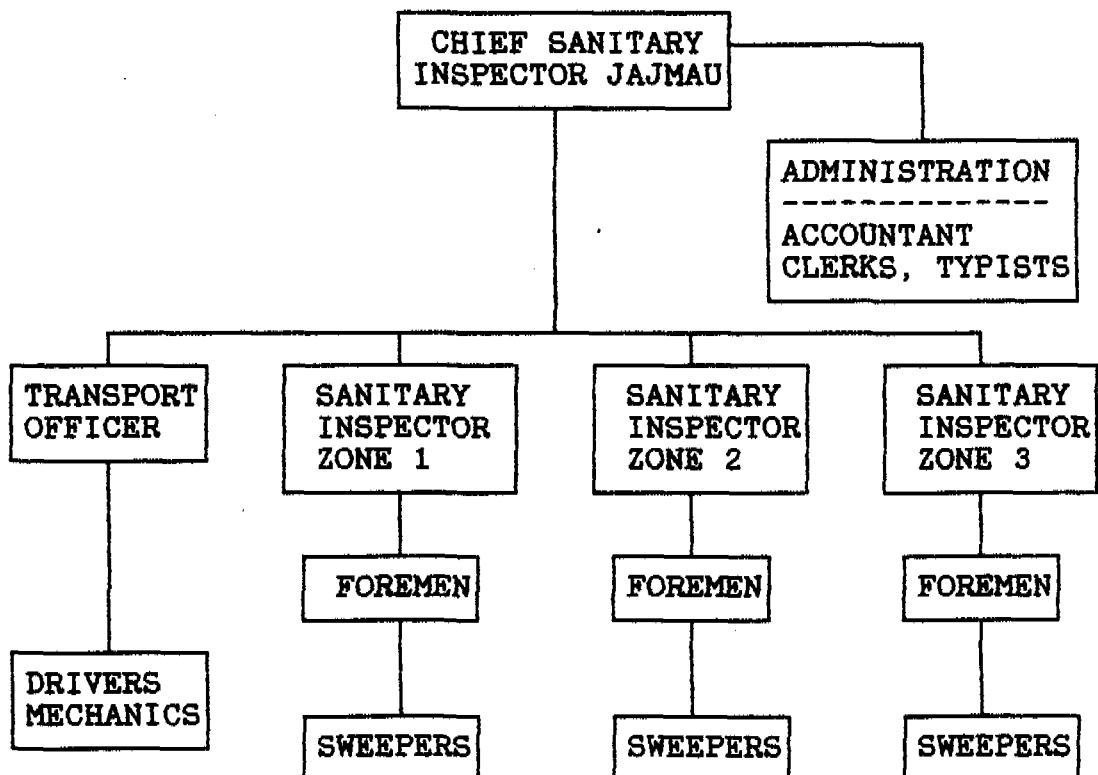 CHIEF SANITARY
INSPECTOR JAJMAU
ADMINISTRATION
--------------
ACCOUNTANT
CLERKS, TYPISTS
TRANSPORT
OFFICER
SANITARY
INSPECTOR
ZONE 1
SANITARY
INSPECTOR
ZONE 2
SANITARY
INSPECTOR
ZONE 3
FOREMEN
FOREMEN
FOREMEN
DRIVERS
MECHANICS
SWEEPERS
SWEEPERS
SWEEPERS